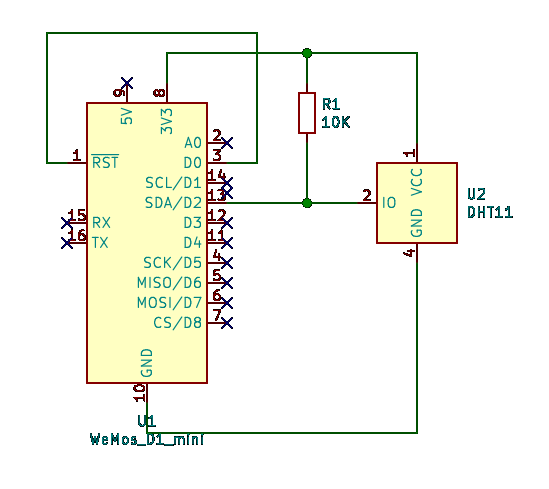 9
8
5V
3V3
R1
10K
A0 2
1 RST
D0 3
SCL/D1 14
SDA/D2 13
15 RX
D3 12
16 TX
D4 11
SCK/D5 4
MISO/D6 5
MOSI/D7 6
CS/D8 7
GND
10
U1
WeMos_D1_mini
1
VCC
2 IO
GND
4
U2
DHT11